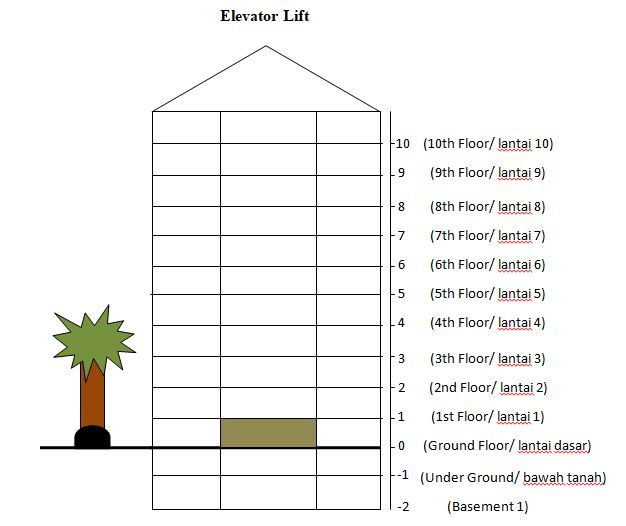 Elevator Lift
10 (10th Floor/ lantai 10)
9 (9th Floor/ lantai 9)
8 (8th Floor/ lantai 8)
7 (7th Floor/ lantai 7)
6 (6th Floor/ lantai 6)
5 (5th Floor/ lantai 5)
4 (4th Floor/ lantai 4)
3 (3th Floor/ lantai 3)
2 (2nd Floor/ lantai 2)
1 (1st Floor/ lantai 1)
0 (Ground Floor/ lantai dasar)
-1 (Under Ground/ bawah tanah)
-2 (Basement 1)